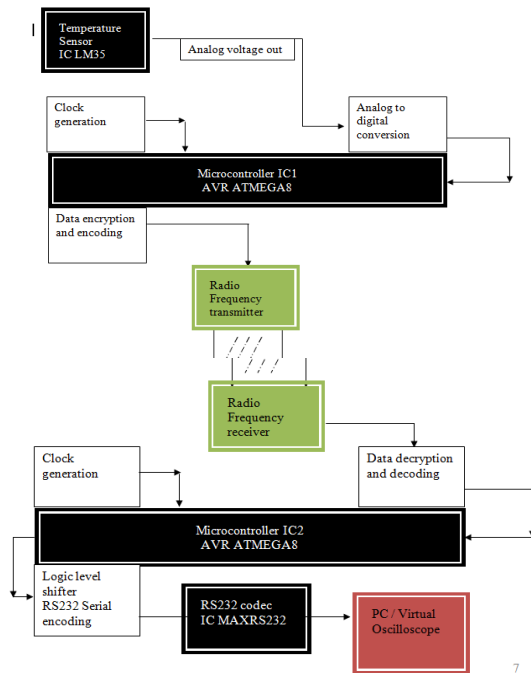 Temperature
Sensor
IC LM35
Analog voltage out
Clock
generation
Analog to
digital
conversion
Microcontroller IC1
AVR ATMEGA8
Data encryption
and encoding
Radio
Frequency
transmitter
Radio
Frequency
receiver
Clock
generation
Data decryption
and decoding
Microcontroller IC2
AVR ATMEGA8
Logic level
shifter
RS232 Serial
encoding
RS232 codec
IC MAXRS232
PC / Virtual
Oscilloscope
7